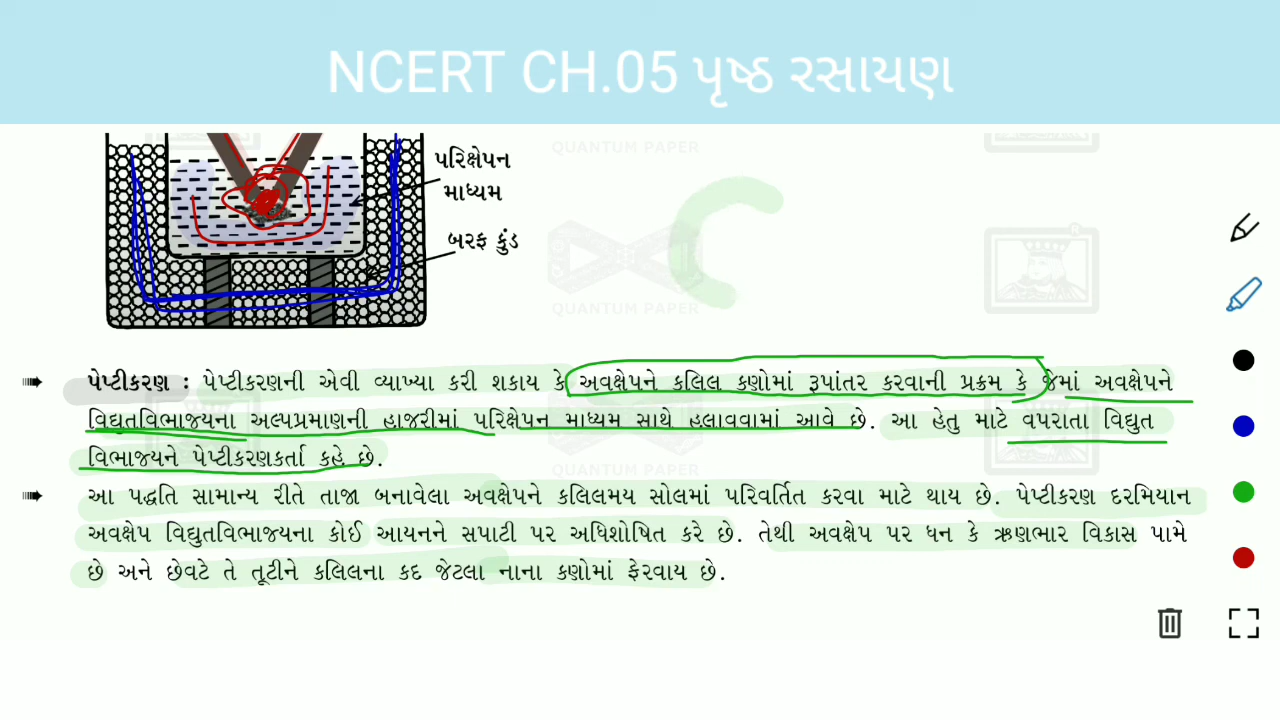 NCERT CH.05 પૃષ્ઠ રસાયણ
પરિક્ષેપન
માધ્યમ
બરફ કુંડ
QUANTUM PAPER
QUANTUM PAPER
પેપ્ટીકરણ : પેપ્ટીકરણની એવી વ્યાખ્યા કરી શકાય કે અવક્ષેપને કલિલ કણોમાં રૂપાંતર કરવાની પ્રક્રમ કે જેમાં અવક્ષેપને
વિદ્યુતવિભાજ્યના અલ્પપ્રમાણની હાજરીમાં પરિક્ષેપન માધ્યમ સાથે હલાવવામાં આવે છે. આ હેતુ માટે વપરાતા વિદ્યુત
વિભાજ્યને પેપ્ટીકરણકર્તા કહે છે.
QUANTUM PAPER
આ પદ્ધતિ સામાન્ય રીતે તાજા બનાવેલા અવક્ષેપને કલિલમય સોલમાં પરિવર્તિત કરવા માટે થાય છે. પેપ્ટીકરણ દરમિયાન
અવક્ષેપ વિદ્યુતવિભાજ્યના કોઈ આયનને સપાટી પર અધિશોષિત કરે છે. તેથી અવક્ષેપ પર ધન કે ઋણભાર વિકાસ પામે
છે અને છેવટે તે તૂટીને કલિલના કદ જેટલા નાના કણોમાં ફેરવાય છે.